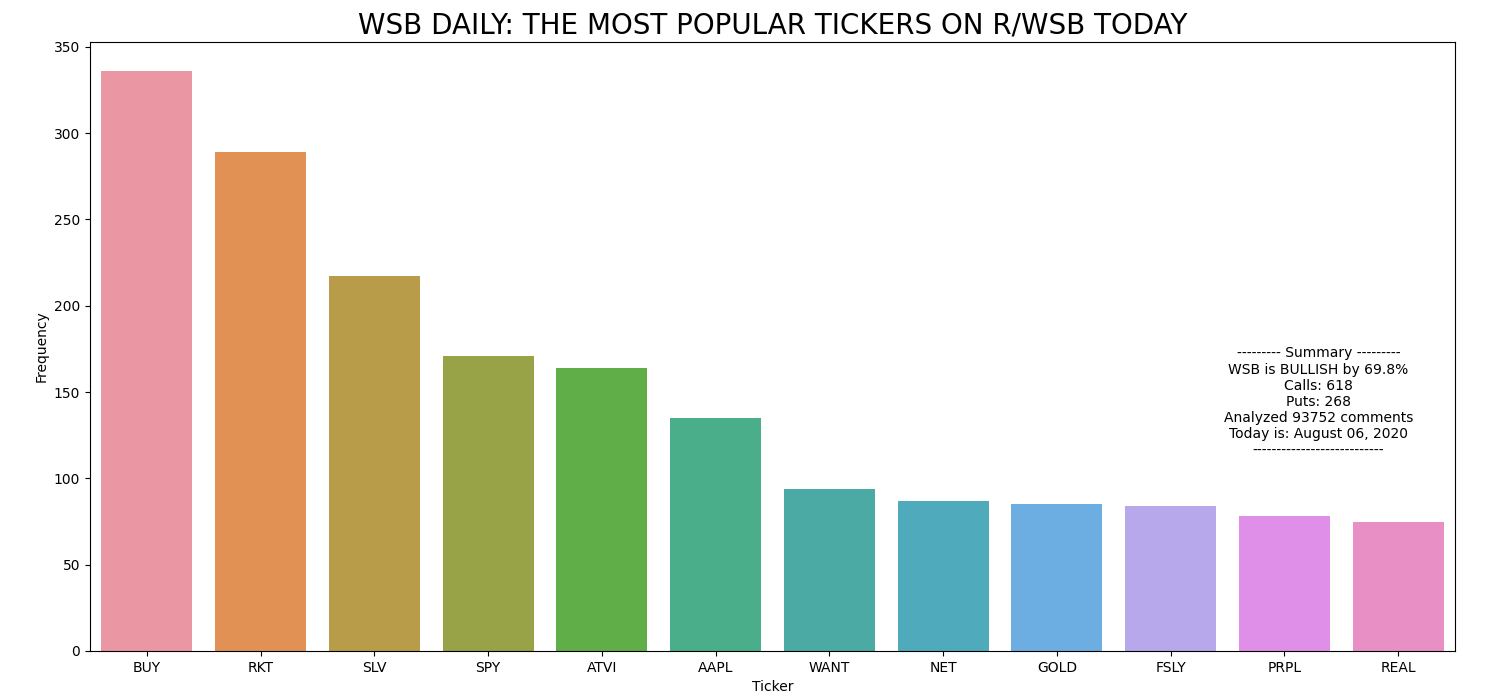 WSB DAILY: THE MOST POPULAR TICKERS ON R/WSB TODAY
350
300
250
200
150
100
50
0
Frequency
--------- Summary ---------
WSB is BULLISH by 69.8%
Calls: 618
Puts: 268
Analyzed 93752 comments
Today is: August 06, 2020
---------------------------
BUY RKT SLV SPY ATVI AAPL WANT NET GOLD FSLY PRPL REAL
Ticker